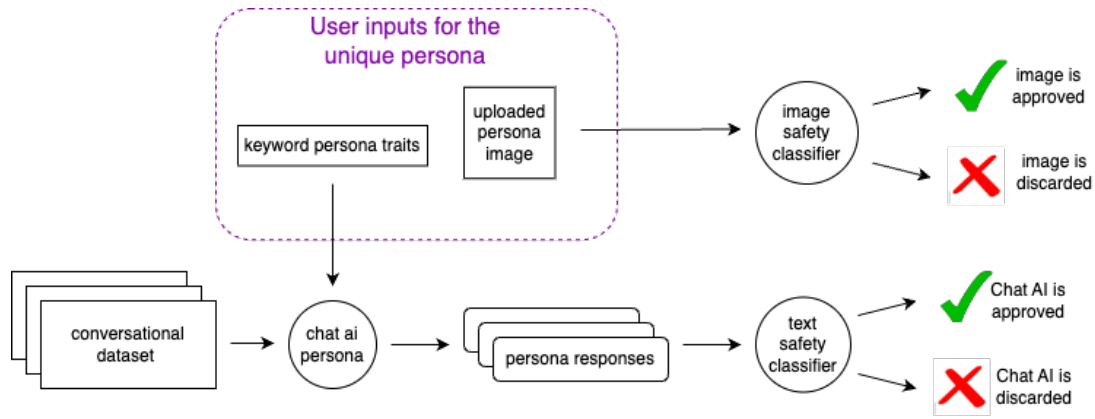 User inputs for the
unique persona
keyword persona traits
uploaded
persona
image
image
safety
classifier
image is
approved
image is
discarded
conversational
dataset
chat ai
persona
persona responses
text
safety
classifier
Chat AI is
approved
Chat AI is
discarded